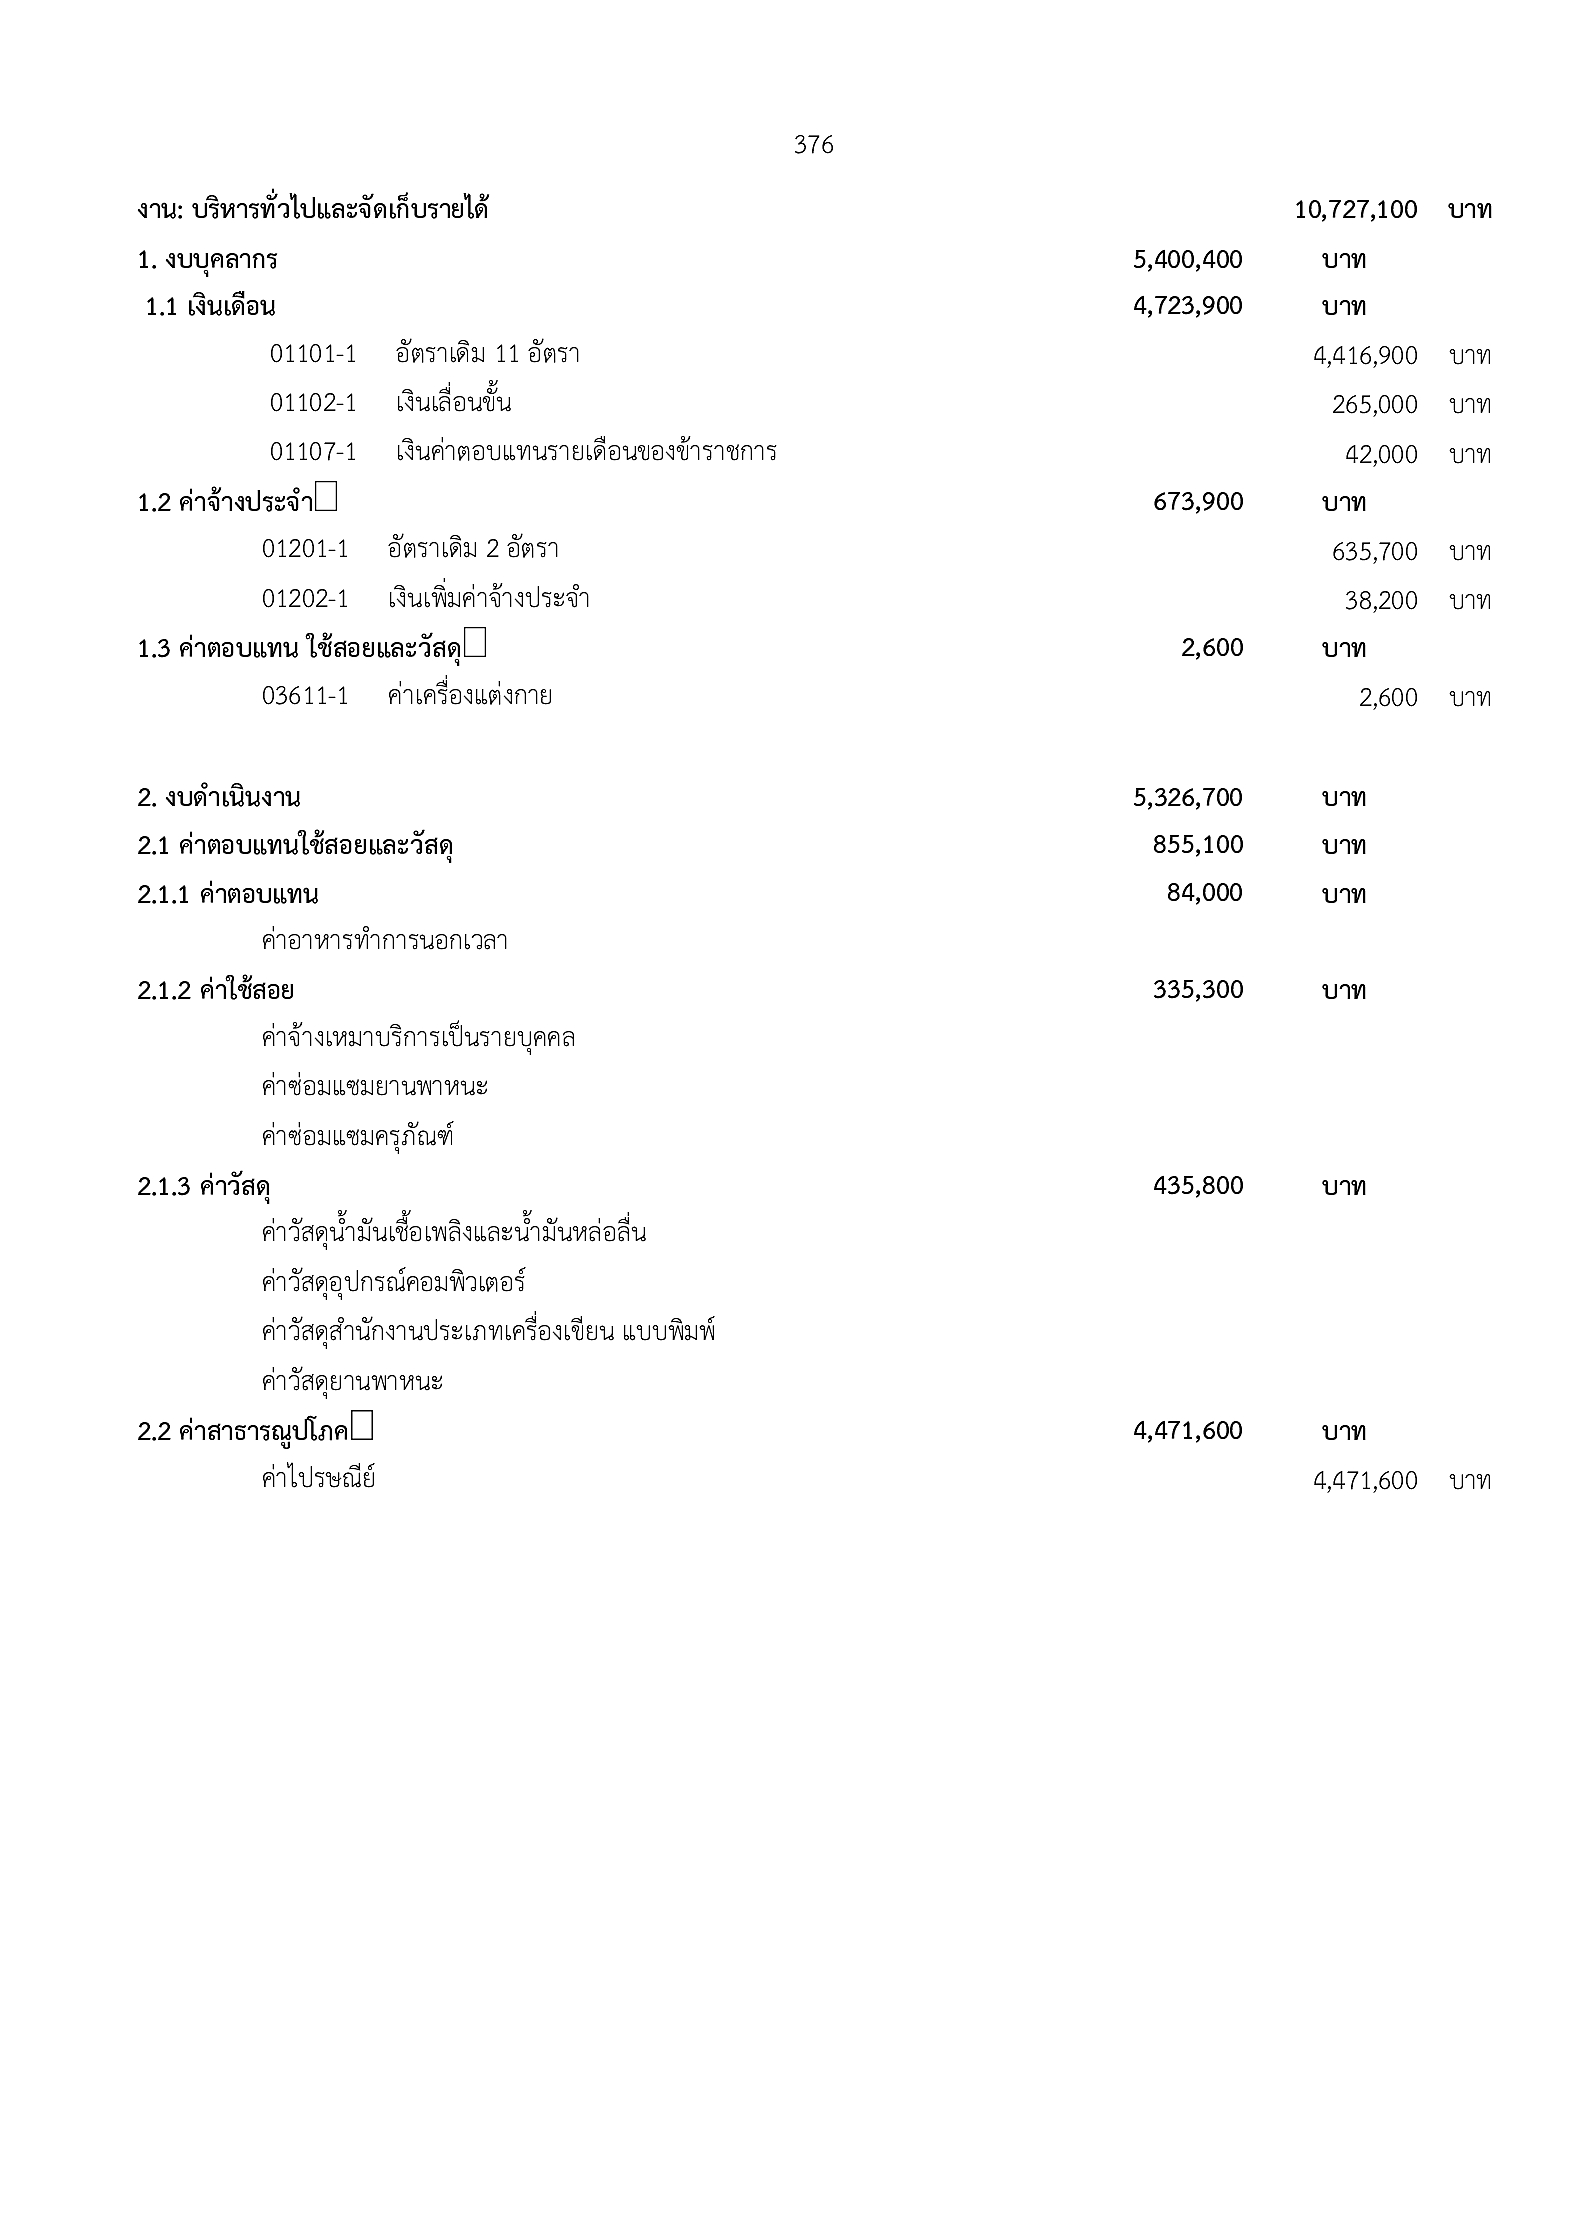 376
งาน: บริหารทั่วไปและจัดเก็บรายได้ 10,727,100 บาท
1. งบบุคลากร 5,400,400 บาท
1.1 เงินเดือน 4,723,900 บาท
01101-1 อัตราเดิม 11 อัตรา 4,416,900 บาท
01102-1 เงินเลื่อนขั้น 265,000 บาท
01107-1 เงินค่าตอบแทนรายเดือนของข้าราชการ 42,000 บาท
1.2 ค่าจ้างประจำ 673,900 บาท
01201-1 อัตราเดิม 2 อัตรา 635,700 บาท
01202-1 เงินเพิ่มค่าจ้างประจำ 38,200 บาท
1.3 ค่าตอบแทน ใช้สอยและวัสดุ 2,600 บาท
03611-1 ค่าเครื่องแต่งกาย 2,600 บาท
2. งบดำเนินงาน 5,326,700 บาท
2.1 ค่าตอบแทนใช้สอยและวัสดุ 855,100 บาท
2.1.1 ค่าตอบแทน 84,000 บาท
ค่าอาหารทำการนอกเวลา
2.1.2 ค่าใช้สอย 335,300 บาท
ค่าจ้างเหมาบริการเป็นรายบุคคล
ค่าซ่อมแซมยานพาหนะ
ค่าซ่อมแซมครุภัณฑ์
2.1.3 ค่าวัสดุ 435,800 บาท
ค่าวัสดุน้ำมันเชื้อเพลิงและน้ำมันหล่อลื่น
ค่าวัสดุอุปกรณ์คอมพิวเตอร์
ค่าวัสดุสำนักงานประเภทเครื่องเขียน แบบพิมพ์
ค่าวัสดุยานพาหนะ
2.2 ค่าสาธารณูปโภค 4,471,600 บาท
ค่าไปรษณีย์ 4,471,600 บาท